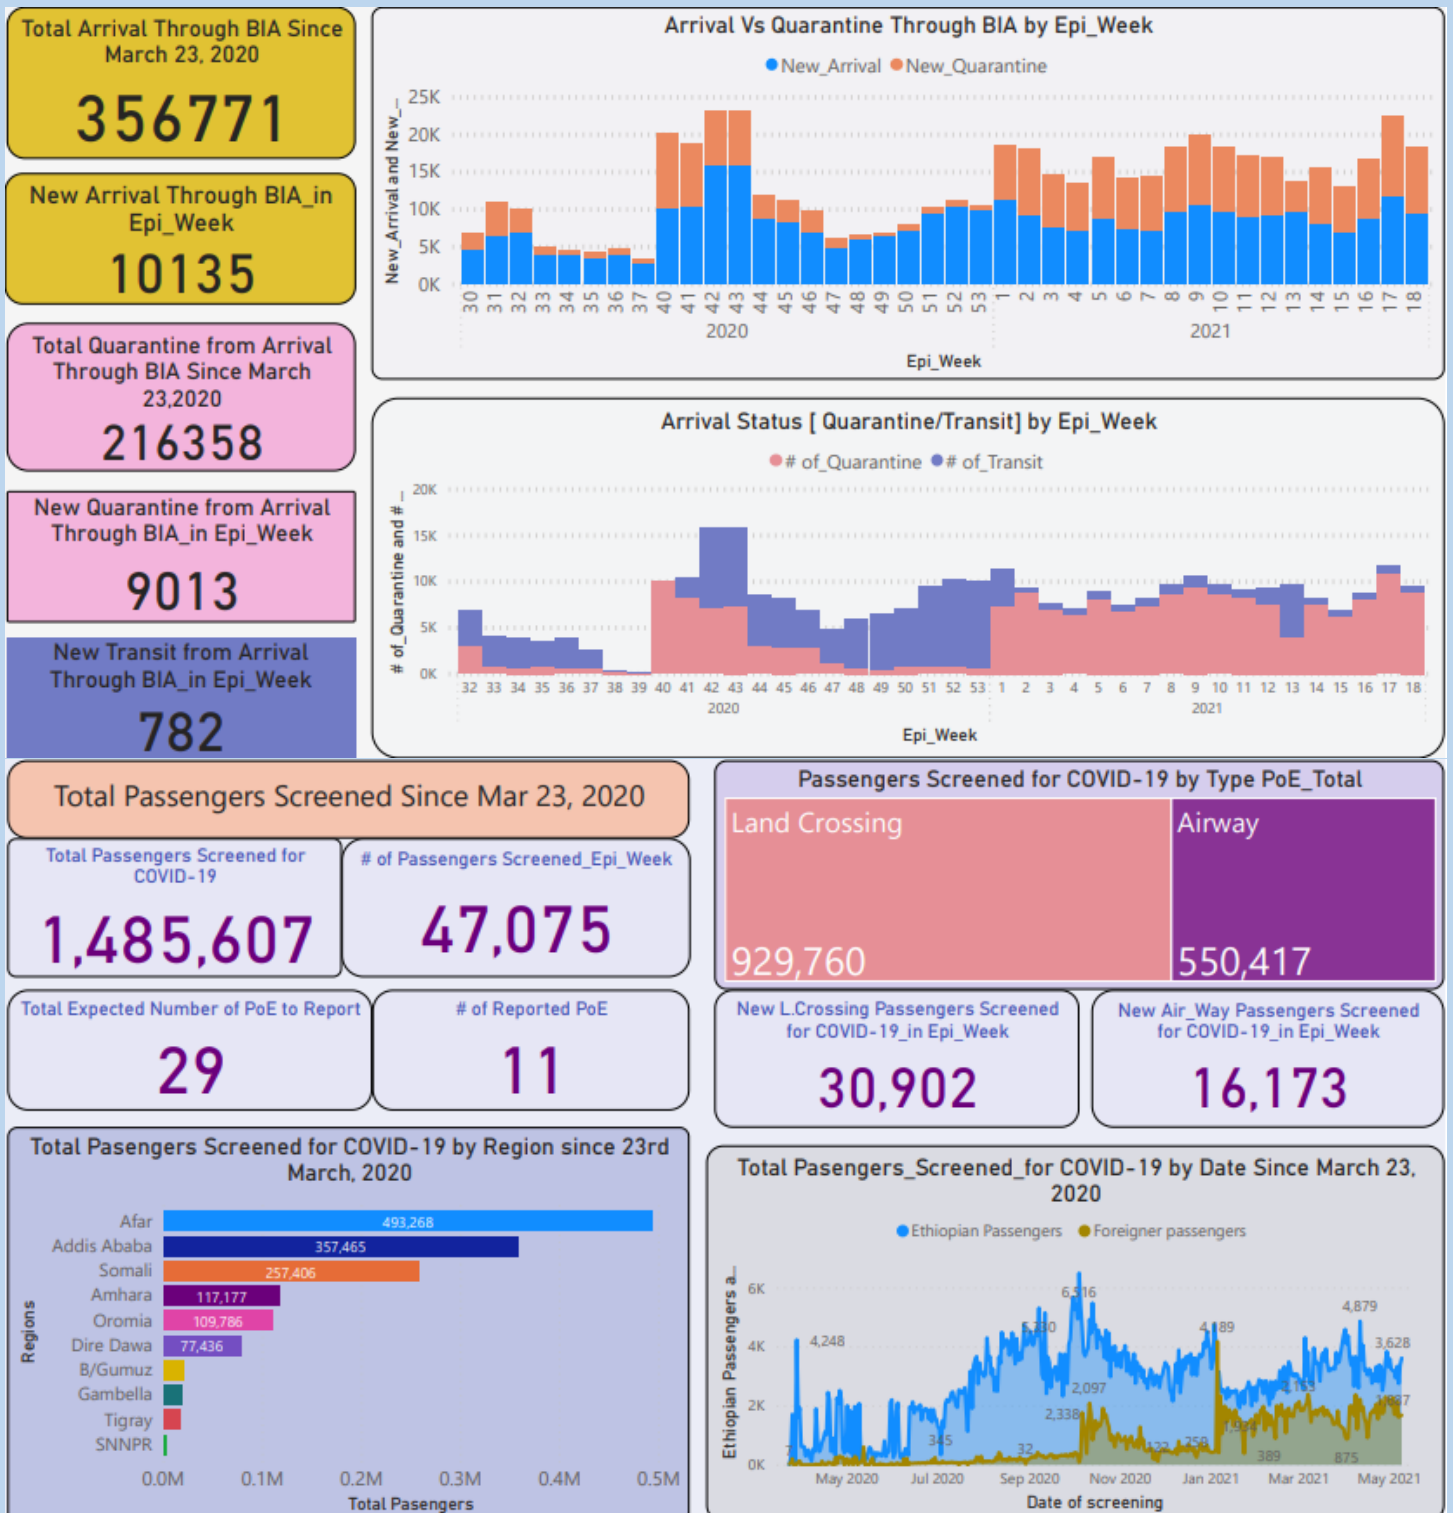 Total Arrival Through BIA Since
March 23, 2020
356771
New Arrival Through BIA_in
Epi_Week
10135
Total Quarantine from Arrival
Through BIA Since March
23,2020
216358
New Quarantine from Arrival
Through BIA_in Epi_Week
9013
New Transit from Arrival
Through BIA_in Epi_Week
782
Arrival Vs Quarantine Through BIA by Epi_Week
New_Arrival New_Quarantine
New_Arrival and New_...
25K
20K
15K
10K
5K
0K
30 31 32 33 34 35 36 37 40 41 42 43 44 45 46 47 48 49 50 51 52 53 1 2 3 4 5 6 7 8 9 10 11 12 13 14 15 16 17 18
2020 2021
Epi_Week
Arrival Status [ Quarantine/Transit] by Epi_Week
# of_Quarantine # of_Transit
# of_Quarantine and # ...
20K
15K
10K
5K
0K
32 33 34 35 36 37 38 39 40 41 42 43 44 45 46 47 48 49 50 51 52 53 1 2 3 4 5 6 7 8 9 10 11 12 13 14 15 16 17 18
2020 2021
Epi_Week
Total Passengers Screened Since Mar 23, 2020
Total Passengers Screened for
COVID-19
1,485,607
# of Passengers Screened_Epi_Week
47,075
Total Expected Number of PoE to Report
29
# of Reported PoE
11
Passengers Screened for COVID-19 by Type PoE_Total
Land Crossing
929,760
Airway
550,417
New L.Crossing Passengers Screened
for COVID-19_in Epi_Week
30,902
New Air_Way Passengers Screened
for COVID-19_in Epi_Week
16,173
Total Pasengers Screened for COVID-19 by Region since 23rd
March, 2020
Regions
Afar 493,268
Addis Ababa 357,465
Somali 257,406
Amhara 117,177
Oromia 109,786
Dire Dawa 77,436
B/Gumuz
Gambella
Tigray
SNNPR
0.0M 0.1M 0.2M 0.3M 0.4M 0.5M
Total Pasengers
Total Pasengers_Screened_for COVID-19 by Date Since March 23,
2020
Ethiopian Passengers Foreigner passengers
Ethiopian Passengers a...
6K
4K
2K
0K
6,516
4,879
4,248
4,189
3,628
2,097
2,338
345
32
122
250
389
875
7
May 2020 Jul 2020 Sep 2020 Nov 2020 Jan 2021 Mar 2021 May 2021
Date of screening